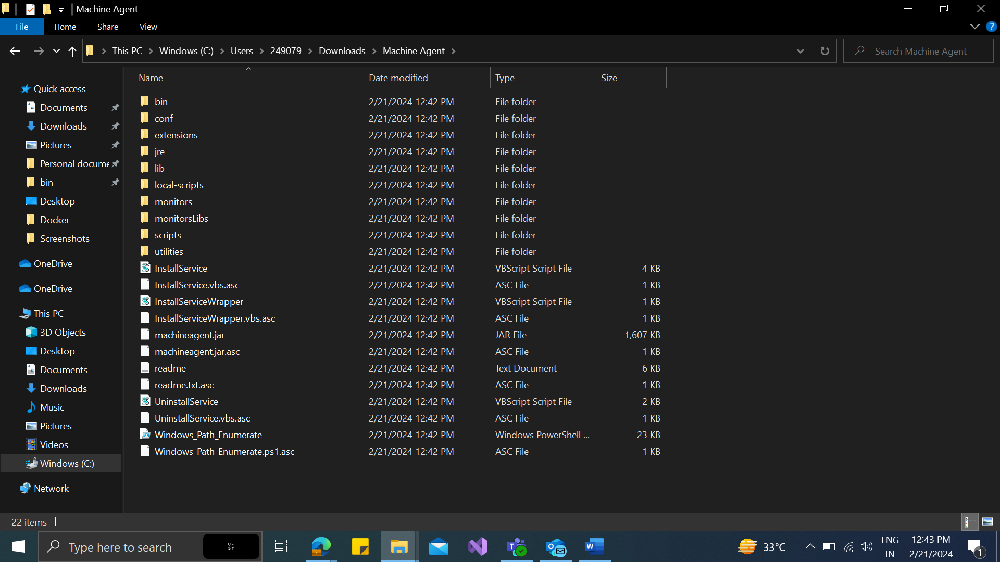 Machine Agent
File Home Share View
This PC Windows (C:) Users 249079 Downloads Machine Agent Search Machine Agent
Name Date modified Type Size
Quick access
Documents
Downloads
Pictures
Personal docume
bin
Desktop
Docker
Screenshots
OneDrive
OneDrive
This PC
3D Objects
Desktop
Documents
Downloads
Music
Pictures
Videos
Windows (C:)
Network
bin 2/21/2024 12:42 PM File folder
conf 2/21/2024 12:42 PM File folder
extensions 2/21/2024 12:42 PM File folder
jre 2/21/2024 12:42 PM File folder
lib 2/21/2024 12:42 PM File folder
local-scripts 2/21/2024 12:42 PM File folder
monitors 2/21/2024 12:42 PM File folder
monitorsLibs 2/21/2024 12:42 PM File folder
scripts 2/21/2024 12:42 PM File folder
utilities 2/21/2024 12:42 PM File folder
InstallService 2/21/2024 12:42 PM VBScript Script File 4 KB
InstallService.vbs.asc 2/21/2024 12:42 PM ASC File 1 KB
InstallServiceWrapper 2/21/2024 12:42 PM VBScript Script File 1 KB
InstallServiceWrapper.vbs.asc 2/21/2024 12:42 PM ASC File 1 KB
machineagent.jar 2/21/2024 12:42 PM JAR File 1,607 KB
machineagent.jar.asc 2/21/2024 12:42 PM ASC File 1 KB
readme 2/21/2024 12:42 PM Text Document 6 KB
readme.txt.asc 2/21/2024 12:42 PM ASC File 1 KB
UninstallService 2/21/2024 12:42 PM VBScript Script File 2 KB
UninstallService.vbs.asc 2/21/2024 12:42 PM ASC File 1 KB
Windows_Path_Enumerate 2/21/2024 12:42 PM Windows PowerShell ... 23 KB
Windows_Path_Enumerate.ps1.asc 2/21/2024 12:42 PM ASC File 1 KB
22 items
Type here to search
33°C
ENG
IN
12:43 PM
2/21/2024
1